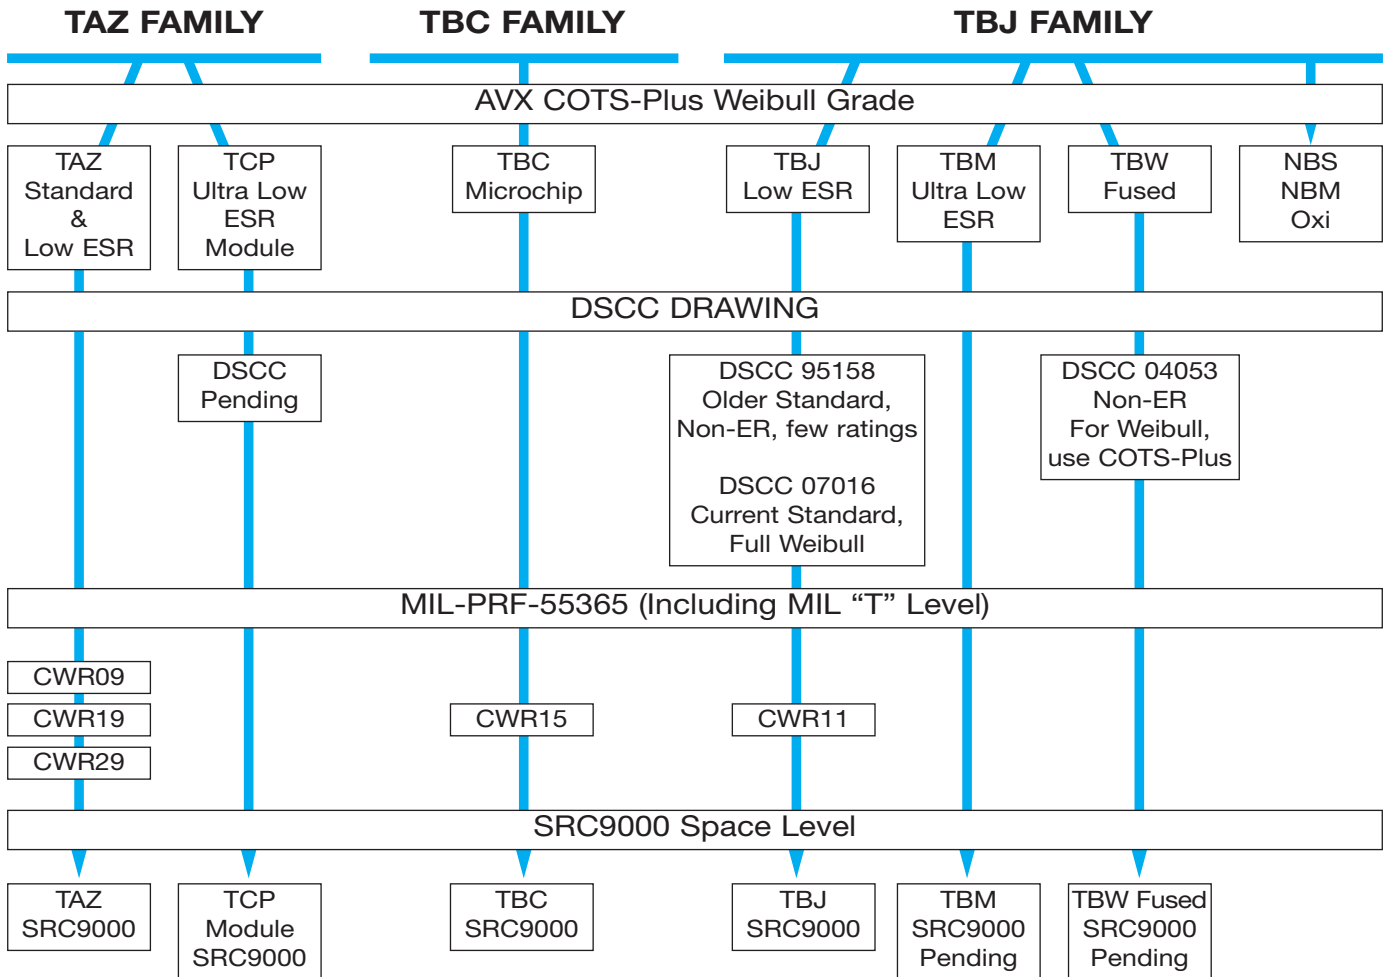 TAZ FAMILY
TBC FAMILY
TBJ FAMILY
AVX COTS-Plus Weibull Grade
TAZ
Standard
&
Low ESR
TCP
Ultra Low
ESR
Module
TBC
Microchip
TBJ
Low ESR
TBM
Ultra Low
ESR
TBW
Fused
NBS
NBM
Oxi
DSCC DRAWING
DSCC
Pending
DSCC 95158
Older Standard,
Non-ER, few ratings
DSCC 07016
Current Standard,
Full Weibull
DSCC 04053
Non-ER
For Weibull,
use COTS-Plus
MIL-PRF-55365 (Including MIL “T” Level)
CWR09
CWR19
CWR29
CWR15
CWR11
SRC9000 Space Level
TAZ
SRC9000
TCP
Module
SRC9000
TBC
SRC9000
TBJ
SRC9000
TBM
SRC9000
Pending
TBW Fused
SRC9000
Pending